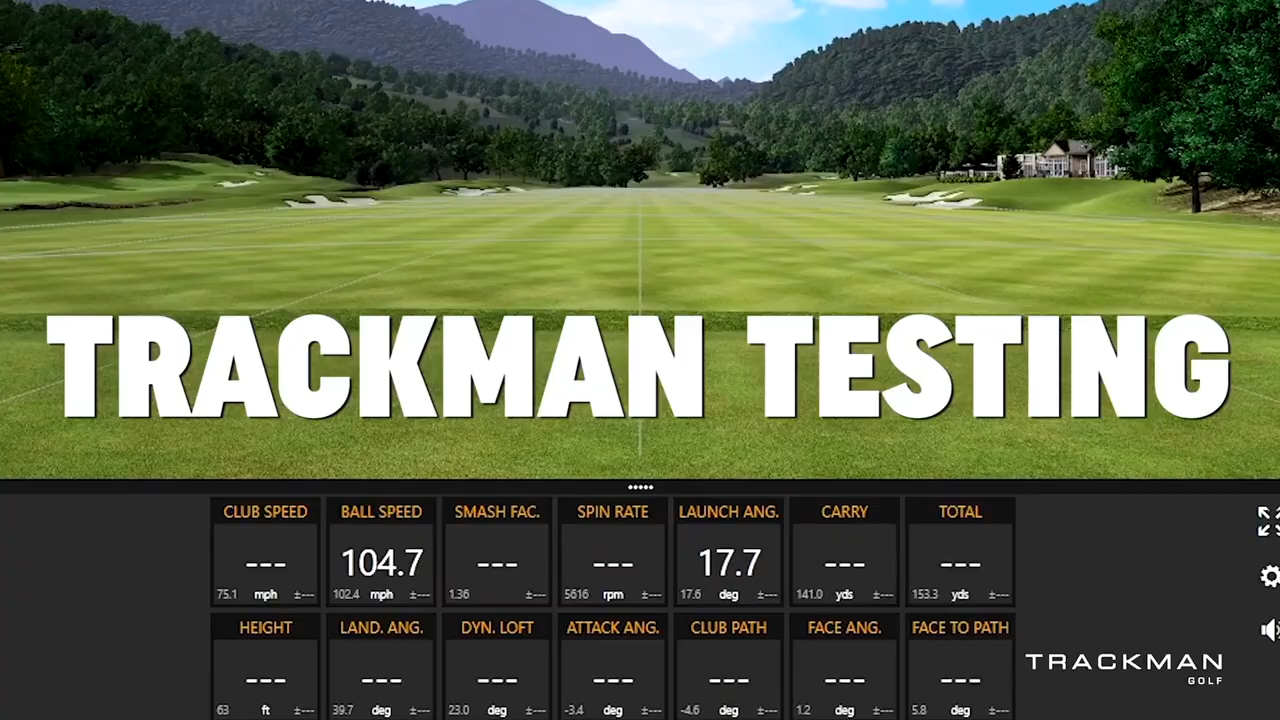 TRACKMAN TESTING
CLUB SPEED BALL SPEED SMASH FAC. SPIN RATE LAUNCH ANG. CARRY TOTAL
--- 104.7 --- --- 17.7 --- ---
75.1 mph ±--- 102.4 mph ±--- 1.36 ±--- 5616 rpm ±--- 17.6 deg ±--- 141.0 yds ±--- 153.3 yds ±---
HEIGHT LAND. ANG. DYN. LOFT ATTACK ANG. CLUB PATH FACE ANG. FACE TO PATH
--- --- --- --- --- --- ---
63 ft ±--- 39.7 deg ±--- 23.0 deg ±--- -3.4 deg ±--- -4.6 deg ±--- 1.2 deg ±--- 5.8 deg ±---
TRACKMAN
GOLF